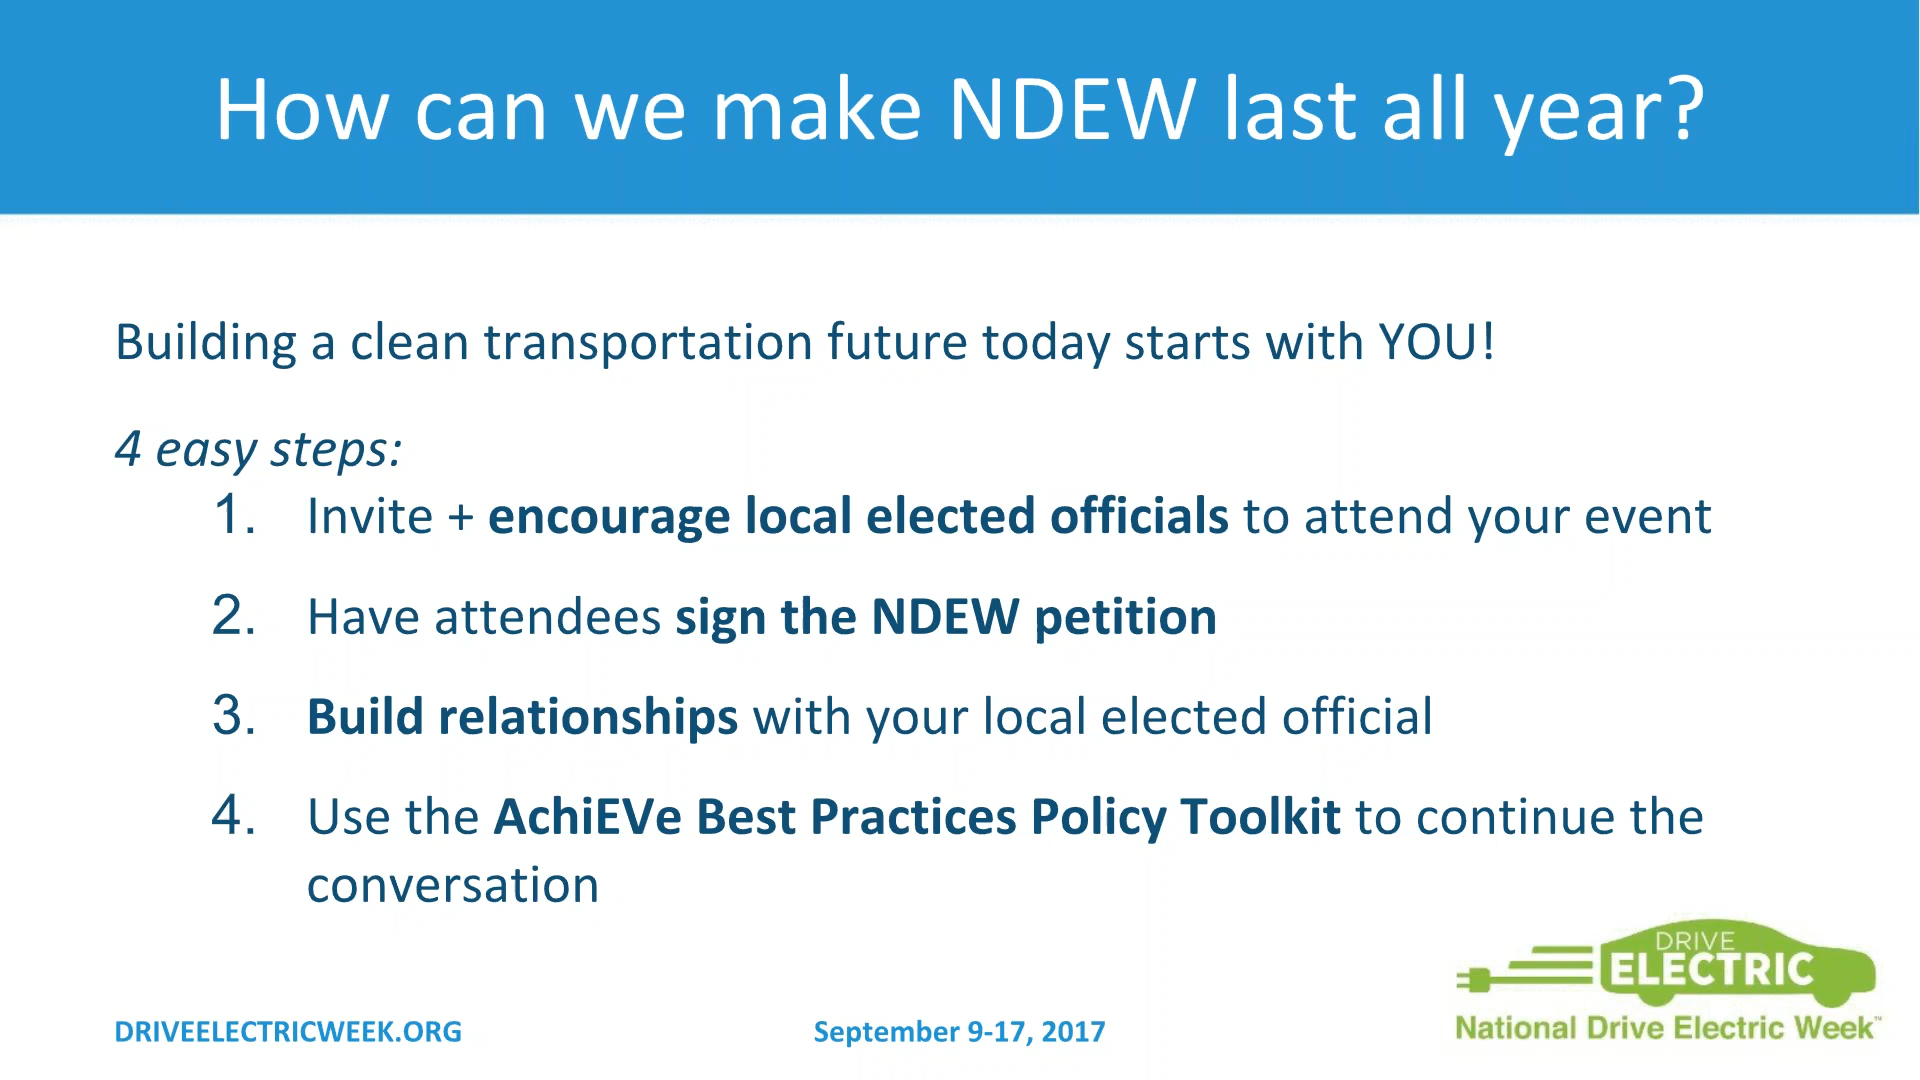 How can we make NDEW last all year?
Building a clean transportation future today starts with YOU!
4 easy steps:
1. Invite + encourage local elected officials to attend your event
2. Have attendees sign the NDEW petition
3. Build relationships with your local elected official
4. Use the AchiEVe Best Practices Policy Toolkit to continue the
conversation
DRIVE
ELECTRIC
National Drive Electric Week™
DRIVEELECTRICWEEK.ORG
September 9-17, 2017